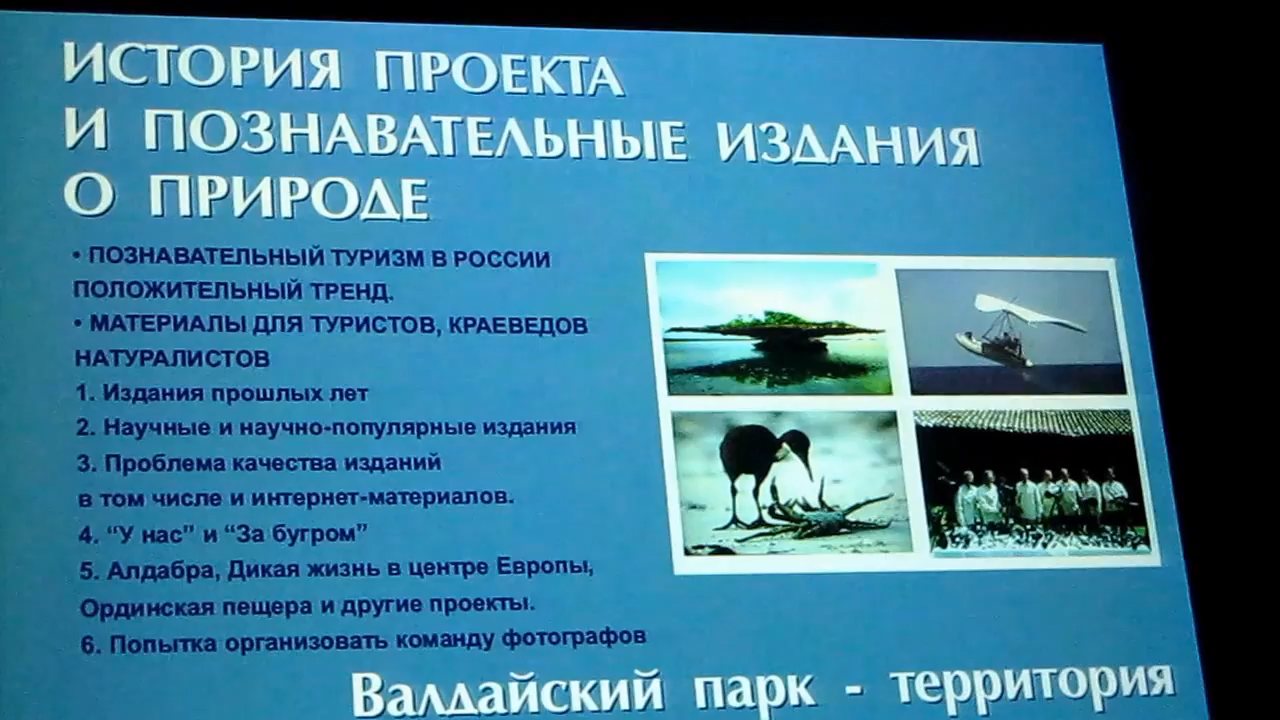 ИСТОРИЯ ПРОЕКТА
И ПОЗНАВАТЕЛЬНЫЕ ИЗДАНИЯ
О ПРИРОДЕ
• ПОЗНАВАТЕЛЬНЫЙ ТУРИЗМ В РОССИИ
ПОЛОЖИТЕЛЬНЫЙ ТРЕНД.
• МАТЕРИАЛЫ ДЛЯ ТУРИСТОВ, КРАЕВЕДОВ
НАТУРАЛИСТОВ
1. Издания прошлых лет
2. Научные и научно-популярные издания
3. Проблема качества изданий
в том числе и интернет-материалов.
4. “У нас” и “За бугром”
5. Алдабра, Дикая жизнь в центре Европы,
Ординская пещера и другие проекты.
6. Попытка организовать команду фотографов
Валдайский парк - территория